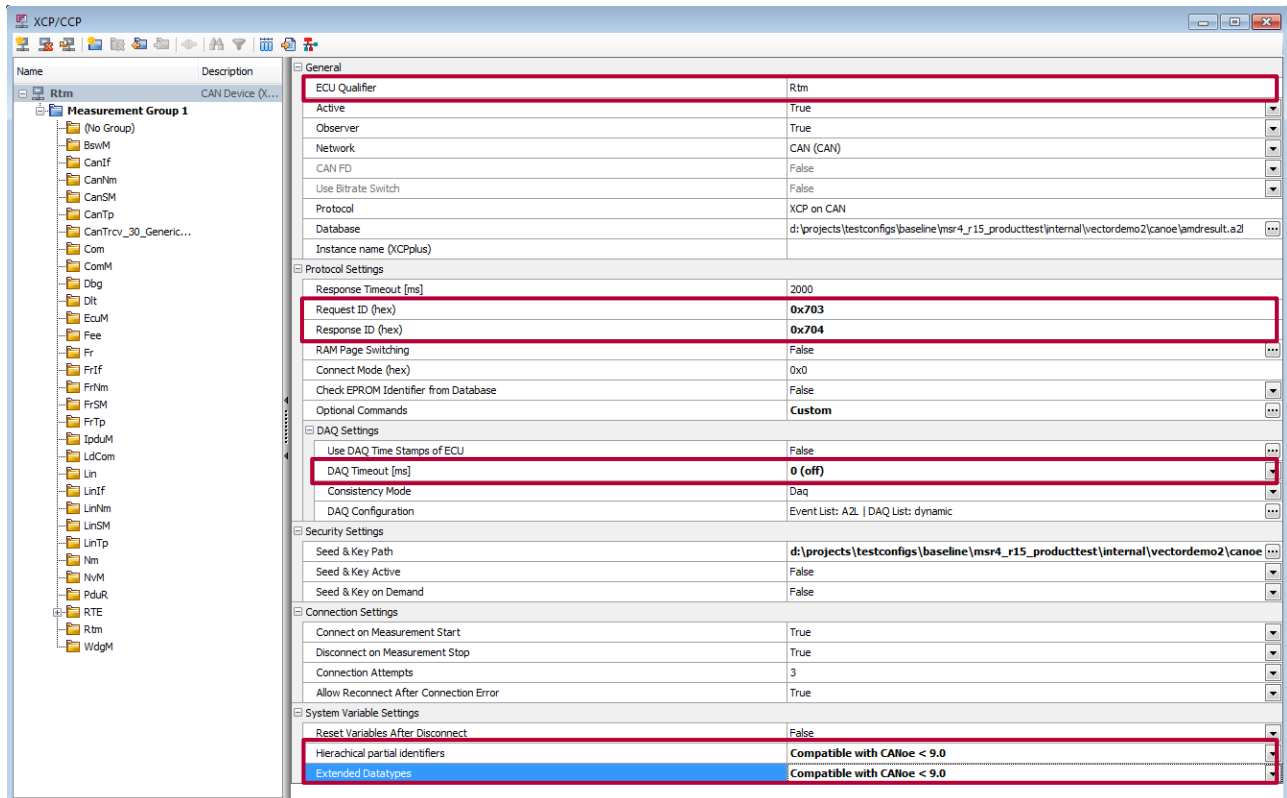 XCP/CCP
Name Description
Rtm CAN Device (X...
Measurement Group 1
(No Group)
BswM
CanIf
CanNm
CanSM
CanTp
CanTrcv_30_Generic...
Com
ComM
Dbg
Dlt
EcuM
Fee
Fr
FrIf
FrNm
FrSM
FrTp
IpduM
LdCom
Lin
LinIf
LinNm
LinSM
LinTp
Nm
NvM
PduR
RTE
Rtm
WdgM
General
ECU Qualifier Rtm
Active True
Observer True
Network CAN (CAN)
CAN FD False
Use Bitrate Switch False
Protocol XCP on CAN
Database d:\projects\testconfigs\baseline\msr4_r15_producttest\internal\vectordemo2\canoe\amdresult.a2l
Instance name (XCPplus)
Protocol Settings
Response Timeout [ms] 2000
Request ID (hex) 0x703
Response ID (hex) 0x704
RAM Page Switching False
Connect Mode (hex) 0x0
Check EPROM Identifier from Database False
Optional Commands Custom
DAQ Settings
Use DAQ Time Stamps of ECU False
DAQ Timeout [ms] 0 (off)
Consistency Mode Daq
DAQ Configuration Event List: A2L | DAQ List: dynamic
Security Settings
Seed & Key Path d:\projects\testconfigs\baseline\msr4_r15_producttest\internal\vectordemo2\canoe
Seed & Key Active False
Seed & Key on Demand False
Connection Settings
Connect on Measurement Start True
Disconnect on Measurement Stop True
Connection Attempts 3
Allow Reconnect After Connection Error True
System Variable Settings
Reset Variables After Disconnect False
Hierachical partial identifiers Compatible with CANoe < 9.0
Extended Datatypes Compatible with CANoe < 9.0